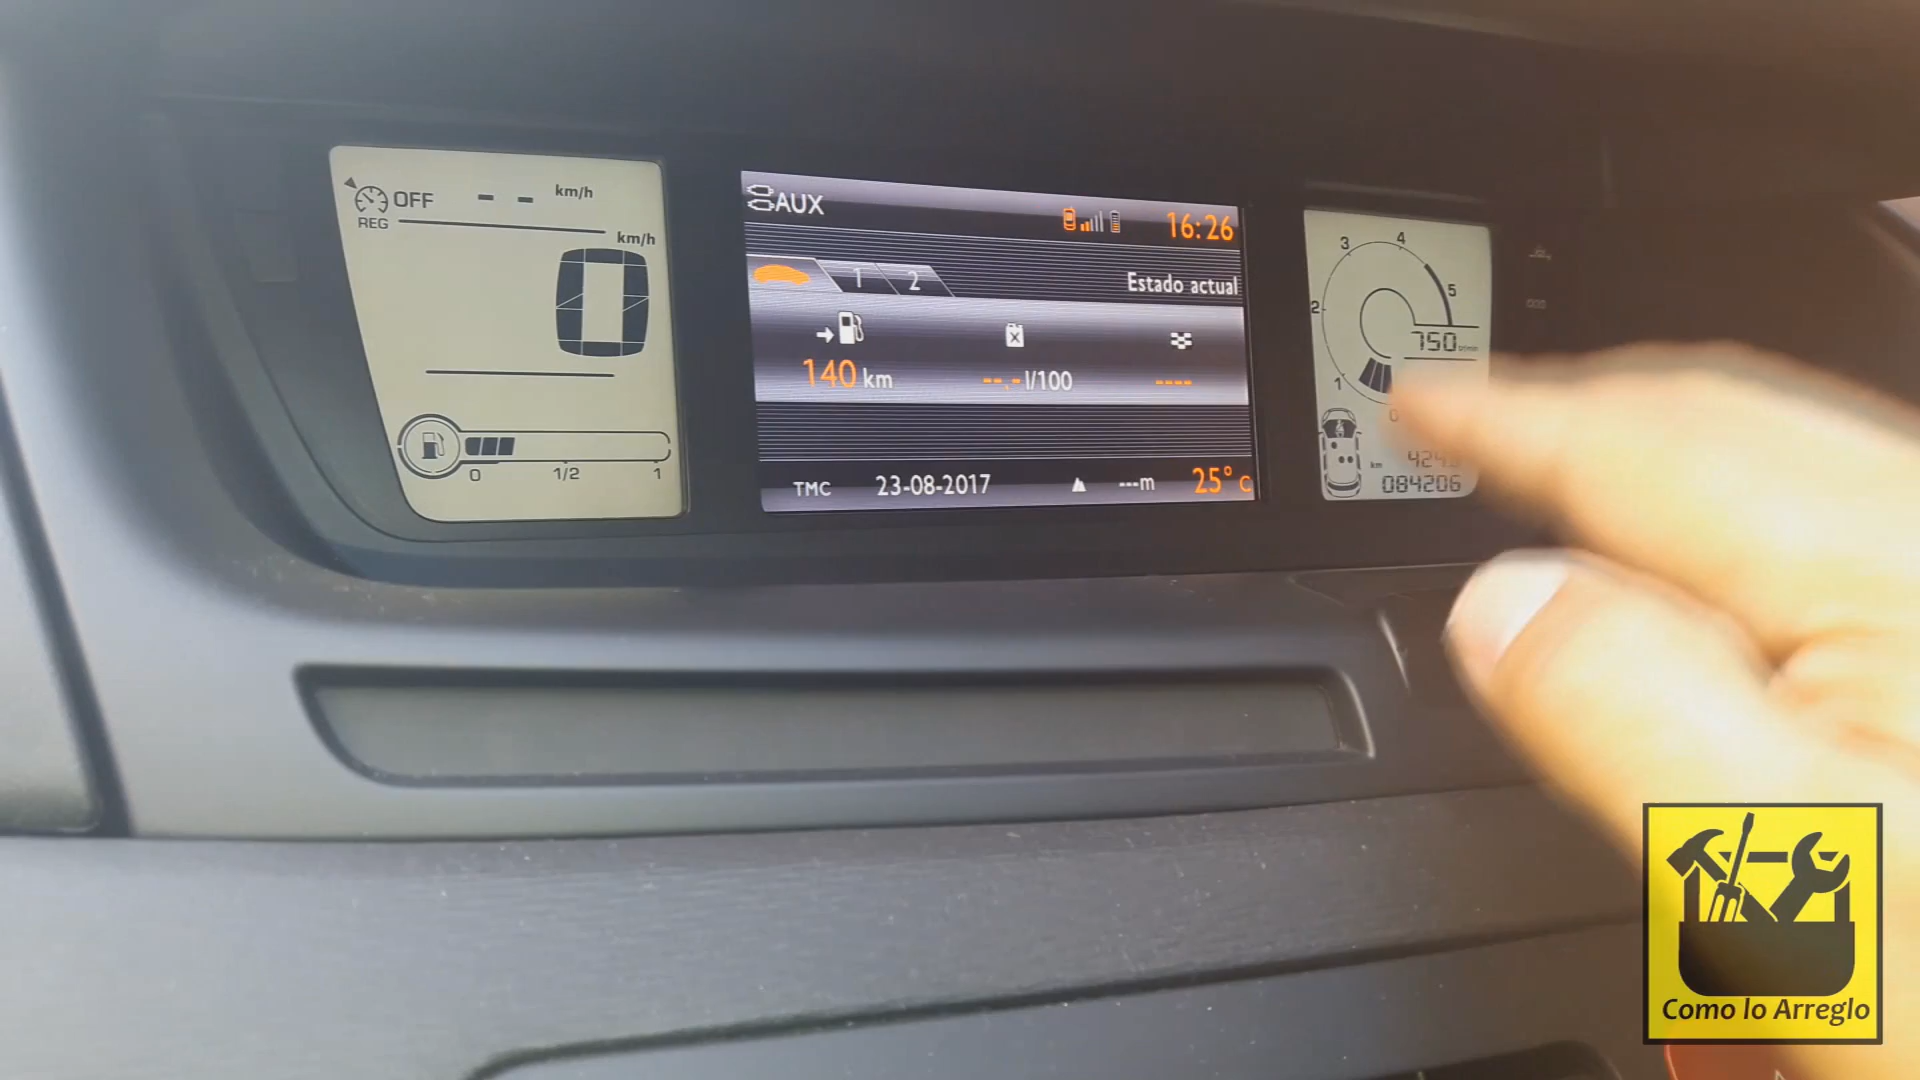 OFF -- km/h
REG
km/h
0
0 1/2 1
AUX
16:26
1 2
Estado actual
140 km
--.- l/100
----
TMC 23-08-2017
---m
25° C
3 4
5
2
750
1
0
km
084206
Como lo Arreglo